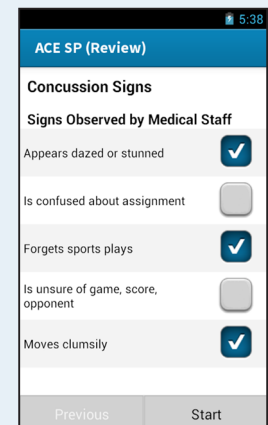 5:38
ACE SP (Review)
Concussion Signs
Signs Observed by Medical Staff
Appears dazed or stunned
Is confused about assignment
Forgets sports plays
Is unsure of game, score,
opponent
Moves clumsily
Previous
Start